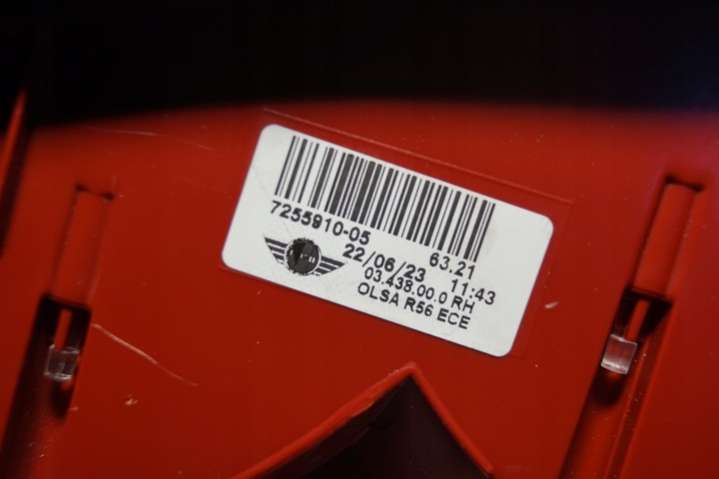 7255910-05 63.21
22/06/23 11:43
03.438.00.0 RH
OLSA R56 ECE